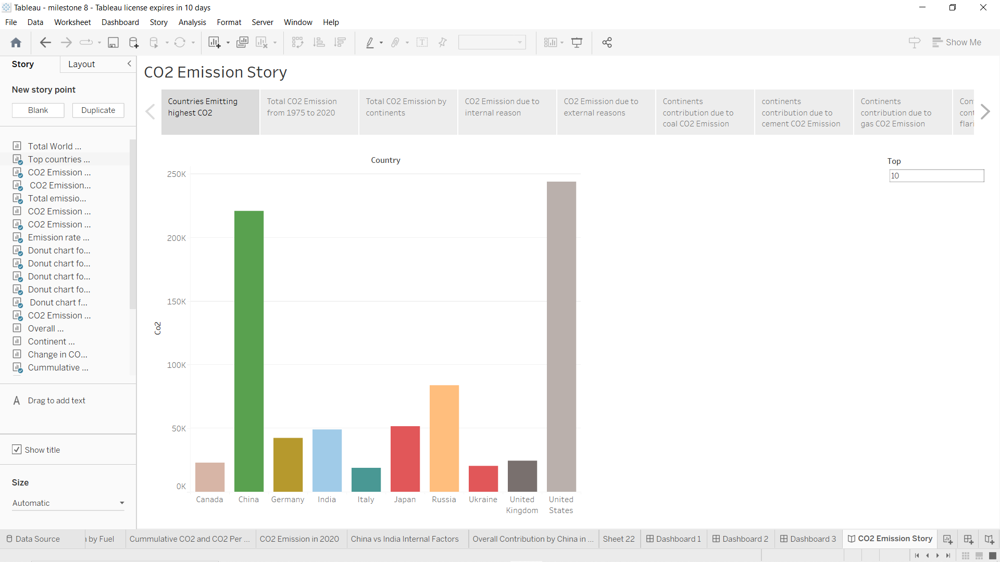 Tableau - milestone 8 - Tableau license expires in 10 days
File Data Worksheet Dashboard Story Analysis Format Server Window Help
Show Me
Story Layout
New story point
Blank Duplicate
Total World ...
Top countries ...
CO2 Emission ...
CO2 Emission...
Total emissio...
CO2 Emission ...
CO2 Emission ...
Emission rate ...
Donut chart fo...
Donut chart fo...
Donut chart fo...
Donut chart fo...
Donut chart f...
CO2 Emission ...
Overall ...
Continent ...
Change in CO...
Cummulative ...
A Drag to add text
Show title
Size
Automatic
CO2 Emission Story
Countries Emitting
highest CO2
Total CO2 Emission
from 1975 to 2020
Total CO2 Emission by
continents
CO2 Emission due to
internal reason
CO2 Emission due to
external reasons
Continents
contribution due to
coal CO2 Emission
continents
contribution due to
cement CO2 Emission
Continents
contribution due to
gas CO2 Emission
Con
cont
flari
Country
Top
10
250K
200K
150K
100K
50K
0K
Co2
Canada China Germany India Italy Japan Russia Ukraine United Kingdom United States
Data Source n by Fuel Cummulative CO2 and CO2 Per ... CO2 Emission in 2020 China vs India Internal Factors Overall Contribution by China in ... Sheet 22 Dashboard 1 Dashboard 2 Dashboard 3 CO2 Emission Story